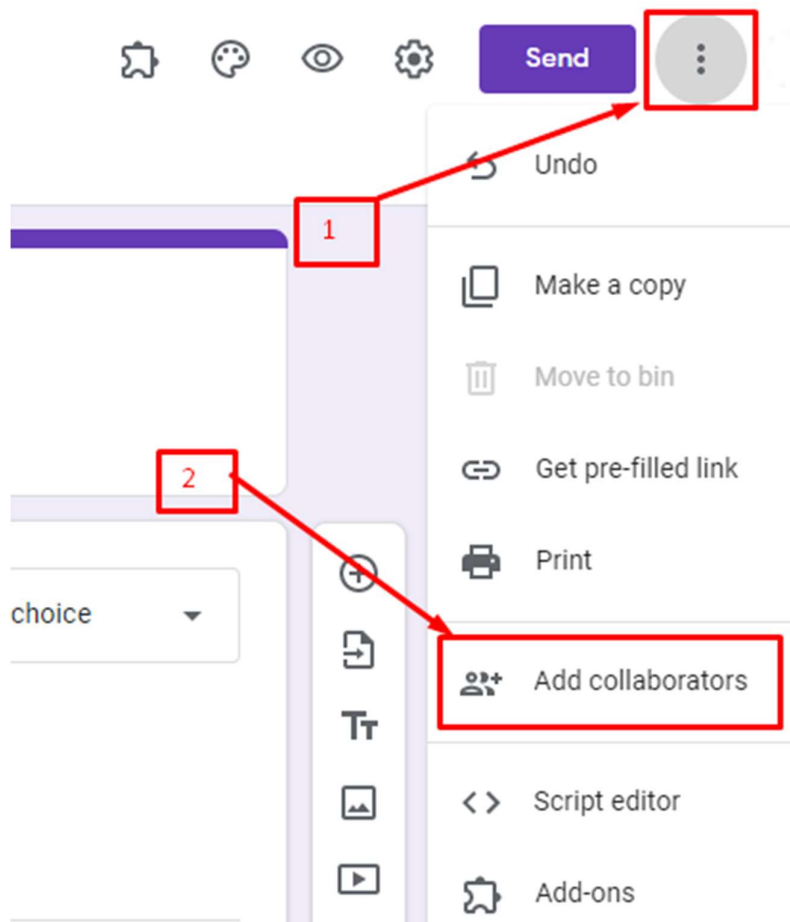 Send
Undo
1
Make a copy
Move to bin
2
Get pre-filled link
Print
choice
Add collaborators
Tт
Script editor
Add-ons